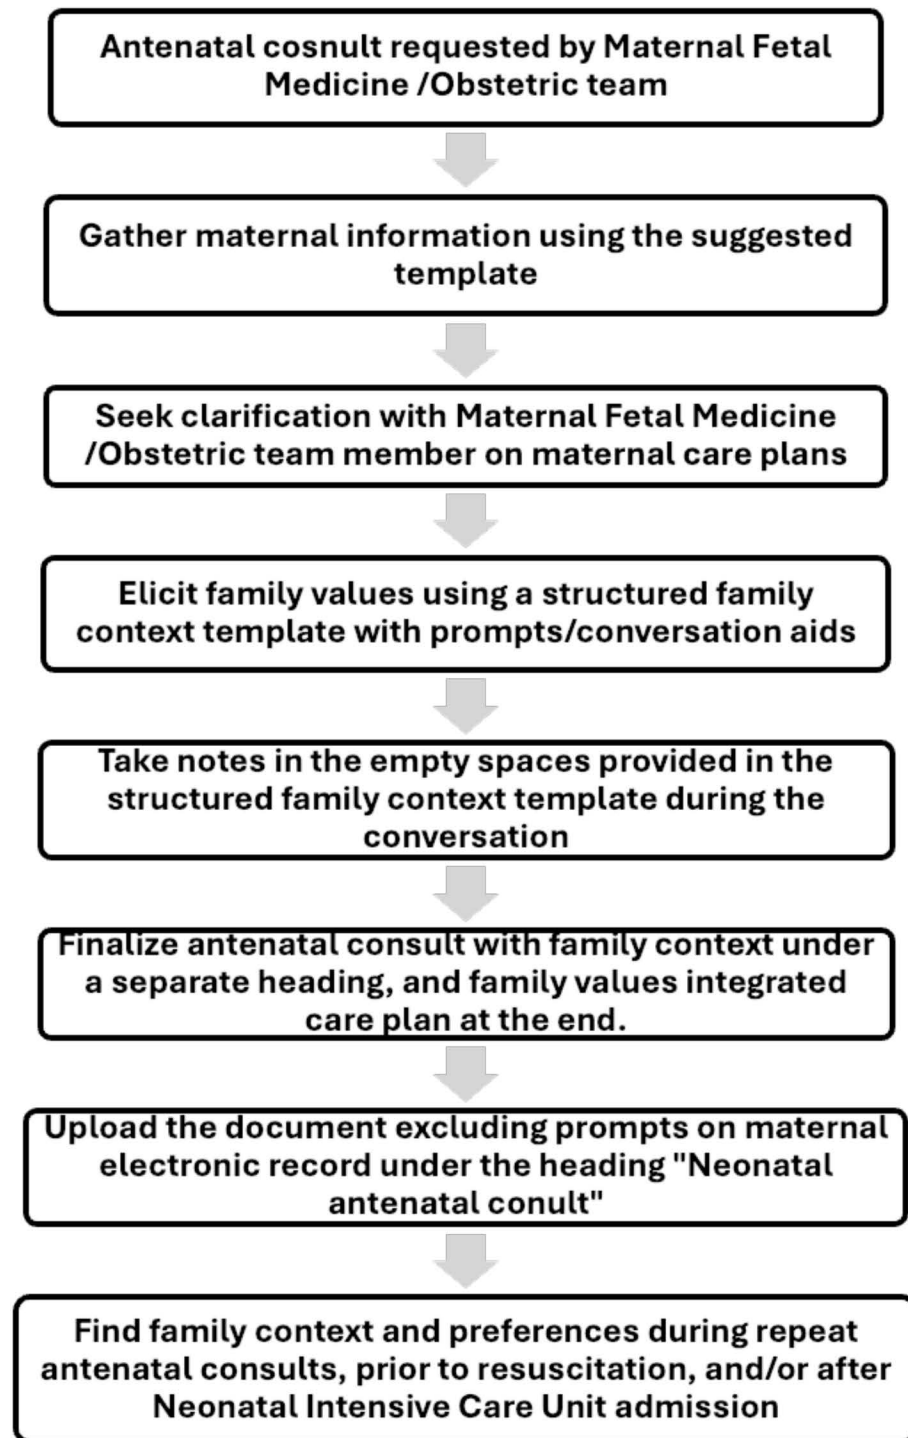 Antenatal cosnult requested by Maternal Fetal
Medicine /Obstetric team
Gather maternal information using the suggested
template
Seek clarification with Maternal Fetal Medicine
/Obstetric team member on maternal care plans
Elicit family values using a structured family
context template with prompts/conversation aids
Take notes in the empty spaces provided in the
structured family context template during the
conversation
Finalize antenatal consult with family context under
a separate heading, and family values integrated
care plan at the end.
Upload the document excluding prompts on maternal
electronic record under the heading "Neonatal
antenatal conult"
Find family context and preferences during repeat
antenatal consults, prior to resuscitation, and/or after
Neonatal Intensive Care Unit admission